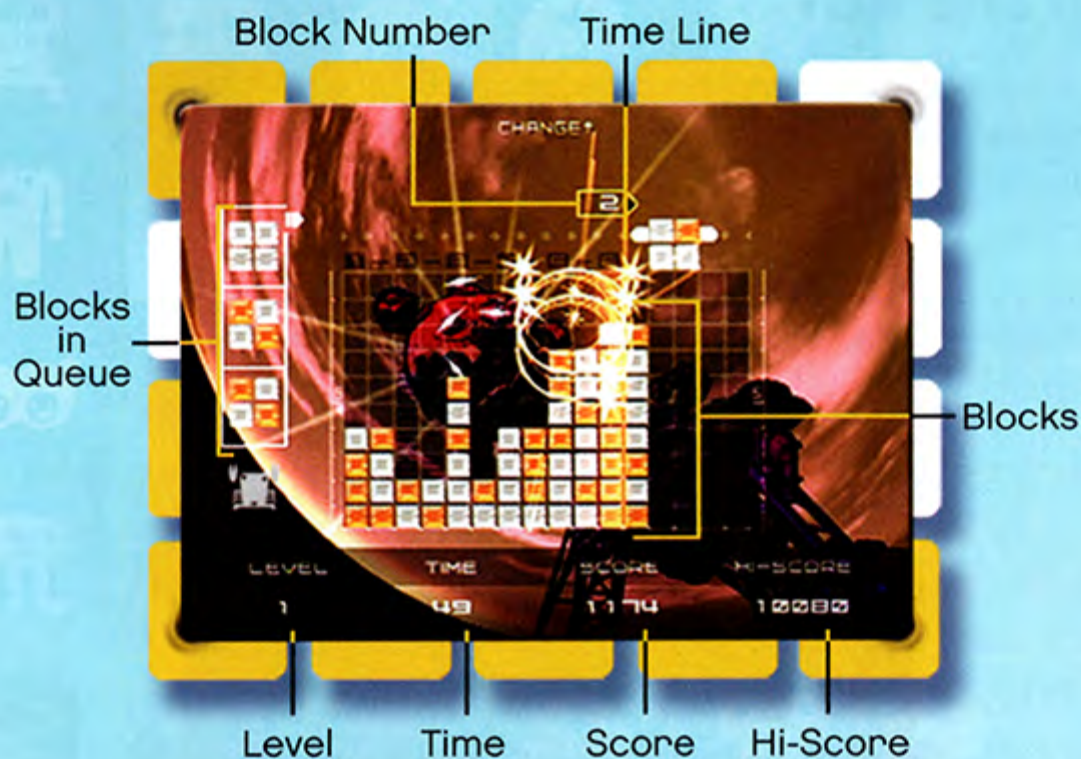 Block Number
Time Line
CHANGE↑
2
Blocks
in
Queue
Blocks
LEVEL
TIME
SCORE
HI-SCORE
1
49
1174
10080
Level
Time
Score
Hi-Score